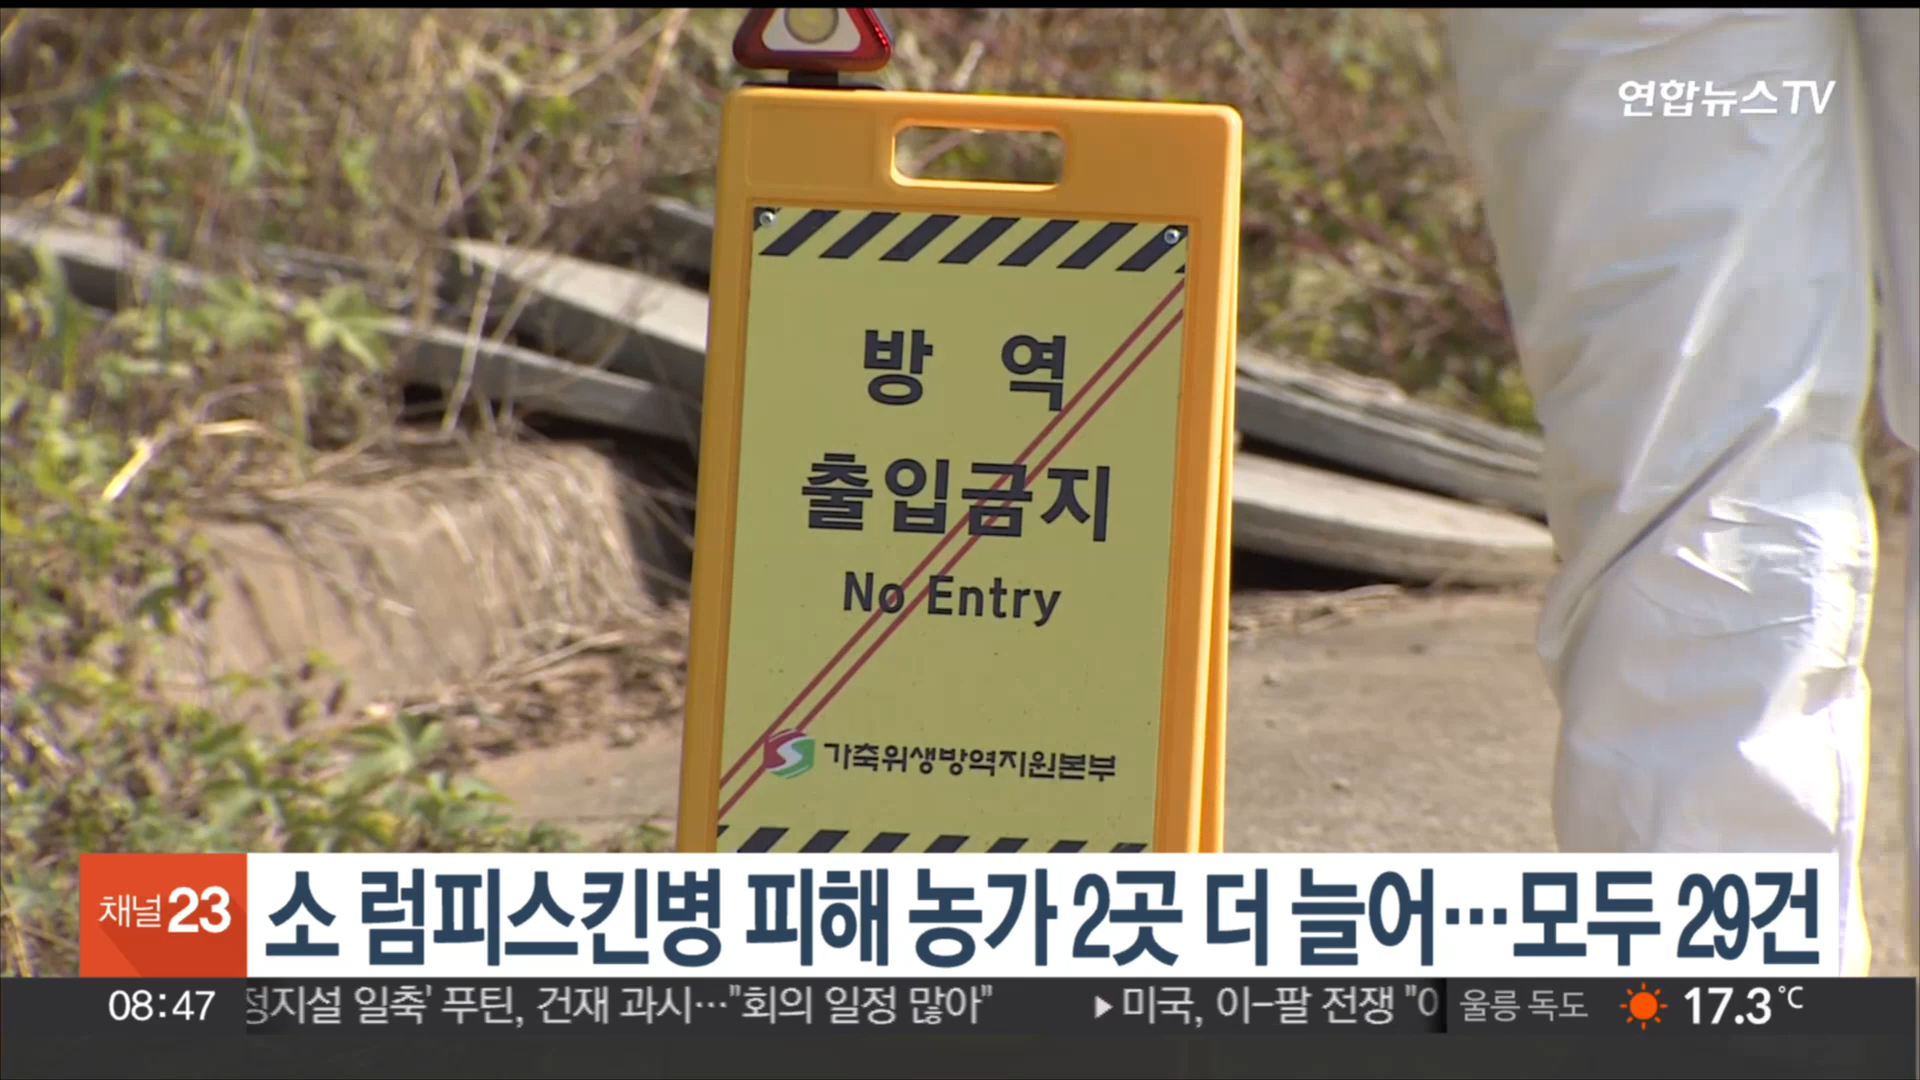 연합뉴스TV
방 역
출입금지
No Entry
가축위생방역지원본부
채널23
소 럼피스킨병 피해 농가 2곳 더 늘어…모두 29건
08:47
정지설 일축' 푸틴, 건재 과시…"회의 일정 많아" ▶미국, 이-팔 전쟁 "이
울릉 독도 17.3℃